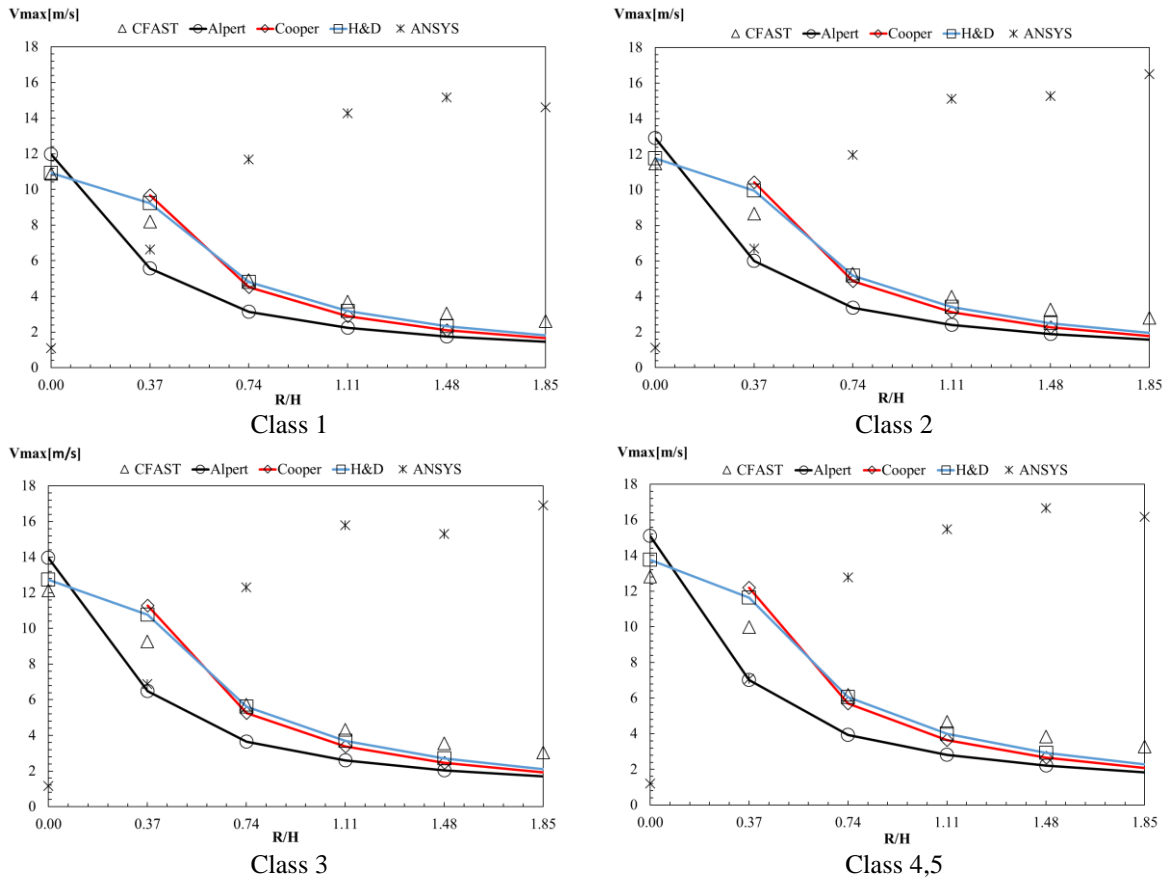 Vmax[m/s]
CFAST Alpert Cooper H&D ANSYS
18
16
14
12
10
8
6
4
2
0
0.00 0.37 0.74 1.11 1.48 1.85
R/H
Class 1
Vmax[m/s]
CFAST Alpert Cooper H&D ANSYS
18
16
14
12
10
8
6
4
2
0
0.00 0.37 0.74 1.11 1.48 1.85
R/H
Class 2
Vmax[m/s]
CFAST Alpert Cooper H&D ANSYS
18
16
14
12
10
8
6
4
2
0
0.00 0.37 0.74 1.11 1.48 1.85
R/H
Class 3
Vmax[m/s]
CFAST Alpert Cooper H&D ANSYS
18
16
14
12
10
8
6
4
2
0
0.00 0.37 0.74 1.11 1.48 1.85
R/H
Class 4,5